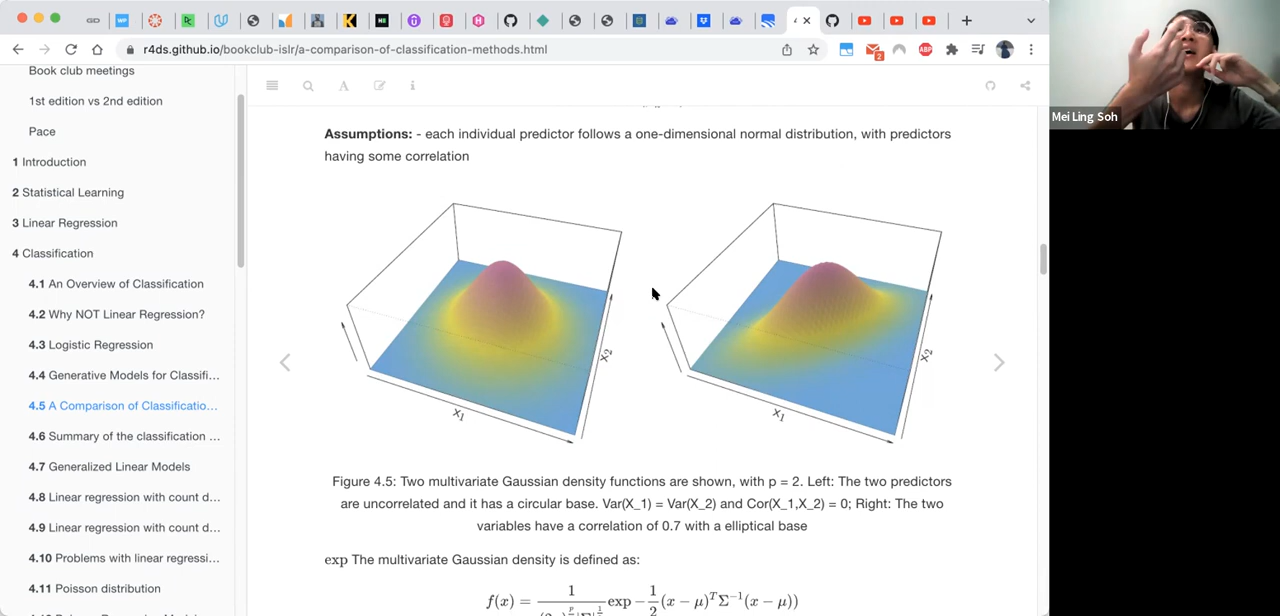 r4ds.github.io/bookclub-islr/a-comparison-of-classification-methods.html
2
ABP
Mei Ling Soh
Book club meetings
1st edition vs 2nd edition
Pace
1 Introduction
2 Statistical Learning
3 Linear Regression
4 Classification
4.1 An Overview of Classification
4.2 Why NOT Linear Regression?
4.3 Logistic Regression
4.4 Generative Models for Classifi...
4.5 A Comparison of Classificatio...
4.6 Summary of the classification ...
4.7 Generalized Linear Models
4.8 Linear regression with count d...
4.9 Linear regression with count d...
4.10 Problems with linear regressi...
4.11 Poisson distribution
Assumptions: - each individual predictor follows a one-dimensional normal distribution, with predictors
having some correlation
x1
x2
x1
x2
Figure 4.5: Two multivariate Gaussian density functions are shown, with p = 2. Left: The two predictors
are uncorrelated and it has a circular base. Var(X_1) = Var(X_2) and Cor(X_1,X_2) = 0; Right: The two
variables have a correlation of 0.7 with a elliptical base
exp The multivariate Gaussian density is defined as:
f(x) = 1 exp − 1/2 (x − μ)^T Σ^−1 (x − μ))